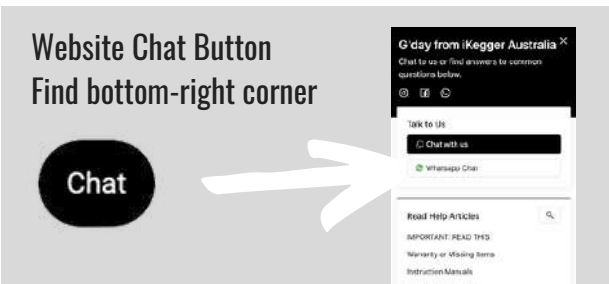 Website Chat Button
Find bottom-right corner
Chat
G'day from iKegger Australia
Chat to us or find answers to common
questions below.
Talk to Us
Chat with us
Whatsapp Chat
Read Help Articles
IMPORTANT: READ THIS
Warranty or Missing Items
Instruction Manuals